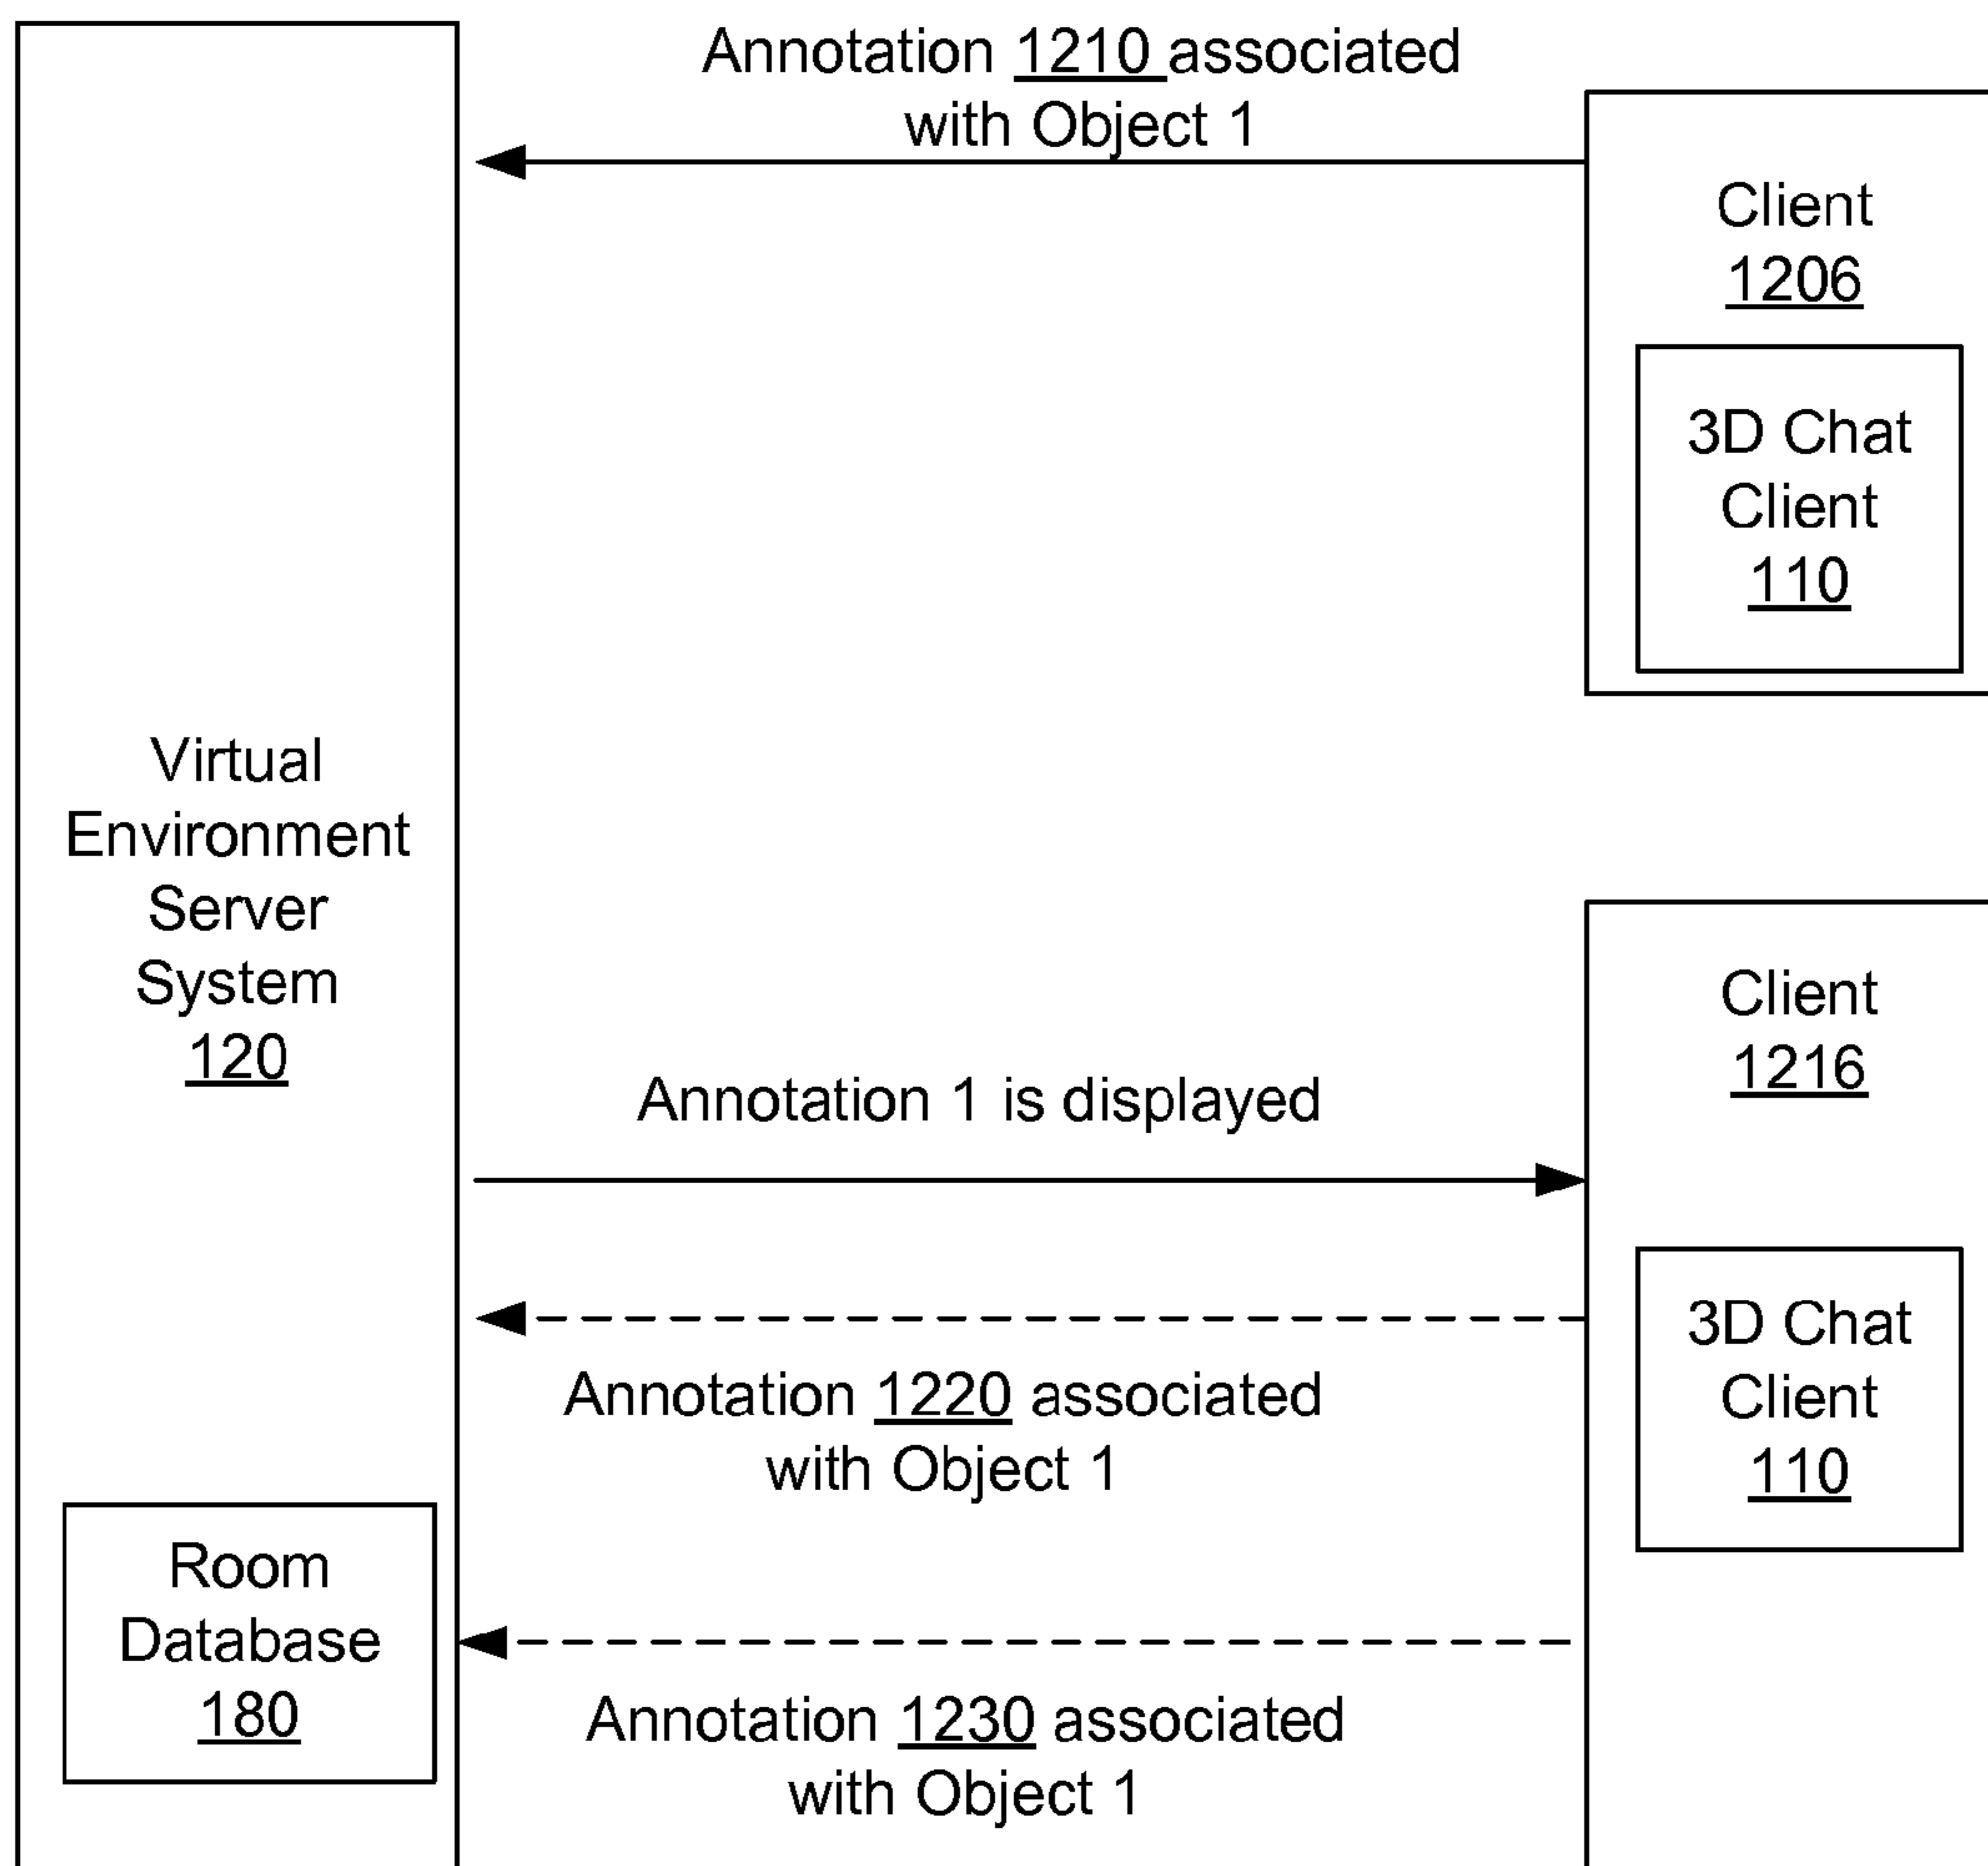 Annotation 1210 associated
with Object 1
Client
1206
3D Chat
Client
110
Virtual
Environment
Server
System
120
Client
1216
Annotation 1 is displayed
3D Chat
Client
110
Annotation 1220 associated
with Object 1
Room
Database
180
Annotation 1230 associated
with Object 1